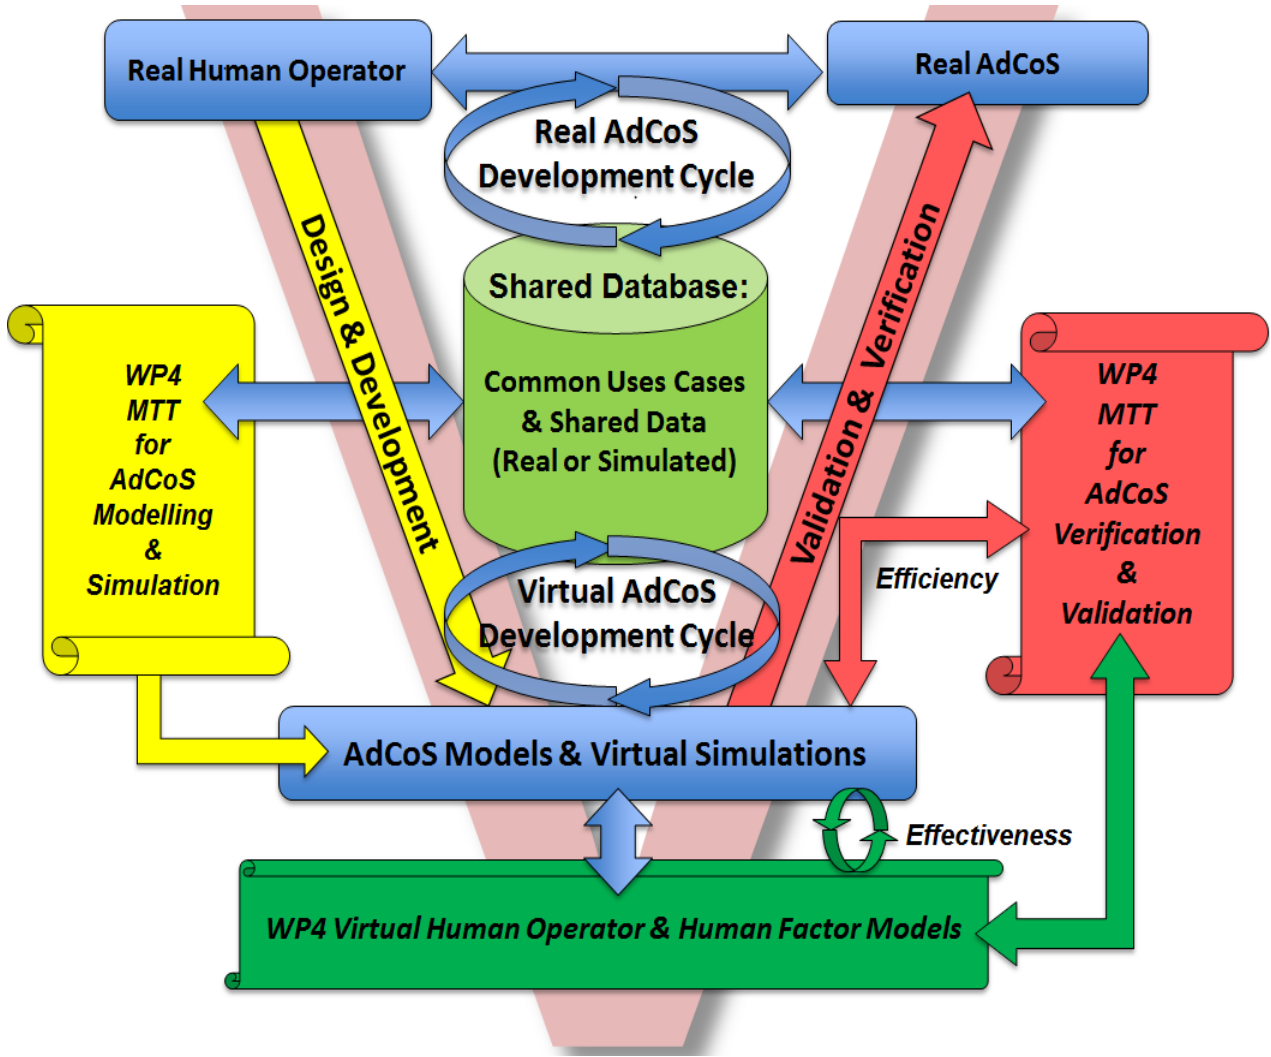 Real Human Operator
Real AdCoS
Real AdCoS
Development Cycle
Design & Development
Validation & Verification
Shared Database:
Common Uses Cases
& Shared Data
(Real or Simulated)
WP4
MTT
for
AdCoS
Modelling
&
Simulation
WP4
MTT
for
AdCoS
Verification
&
Validation
Efficiency
Virtual AdCoS
Development Cycle
AdCoS Models & Virtual Simulations
Effectiveness
WP4 Virtual Human Operator & Human Factor Models